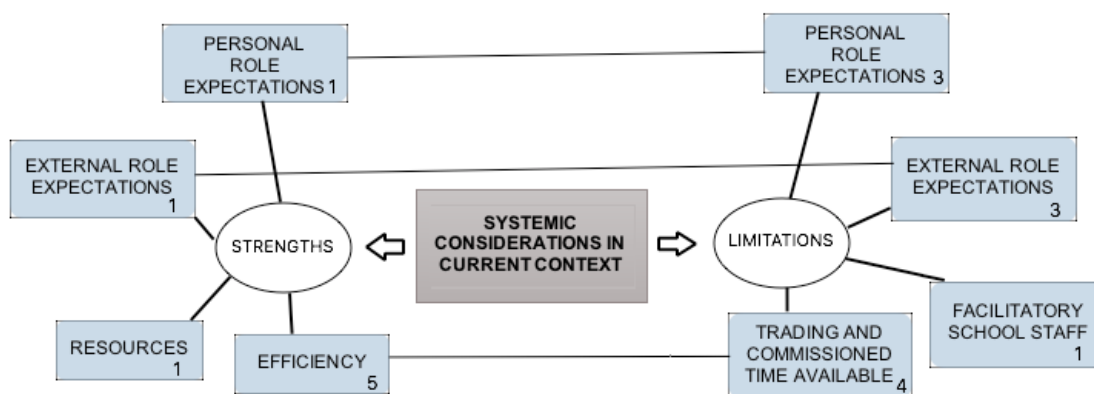 PERSONAL
ROLE
EXPECTATIONS 1
PERSONAL
ROLE
EXPECTATIONS 3
EXTERNAL ROLE
EXPECTATIONS
1
EXTERNAL ROLE
EXPECTATIONS
3
STRENGTHS
SYSTEMIC
CONSIDERATIONS IN
CURRENT CONTEXT
LIMITATIONS
RESOURCES
1
EFFICIENCY
5
TRADING AND
COMMISSIONED
TIME AVAILABLE 4
FACILITATORY
SCHOOL STAFF
1